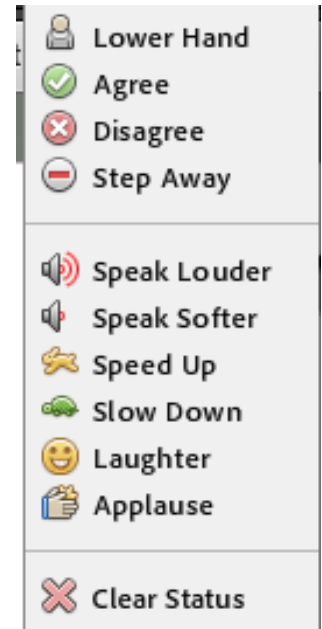 Lower Hand
Agree
Disagree
Step Away
Speak Louder
Speak Softer
Speed Up
Slow Down
Laughter
Applause
Clear Status